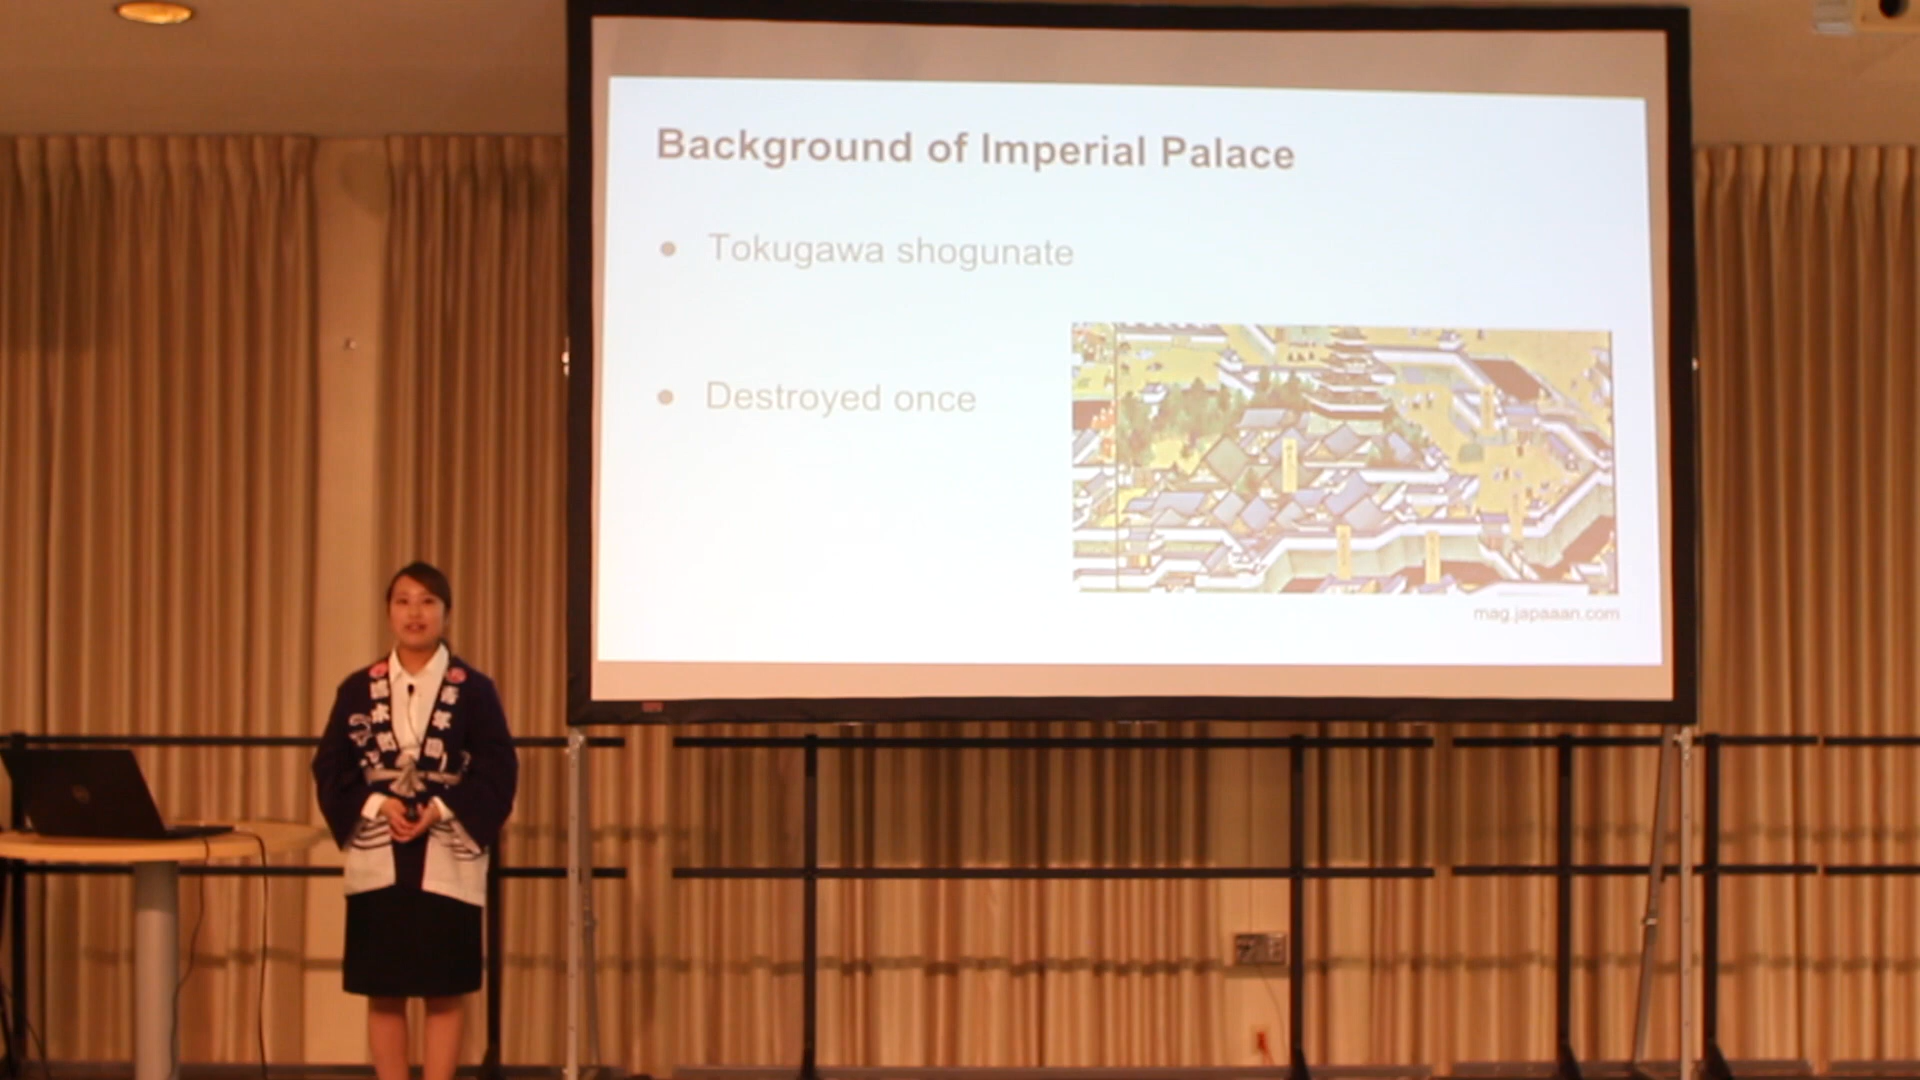 Background of Imperial Palace
● Tokugawa shogunate
● Destroyed once
mag.japaaan.com